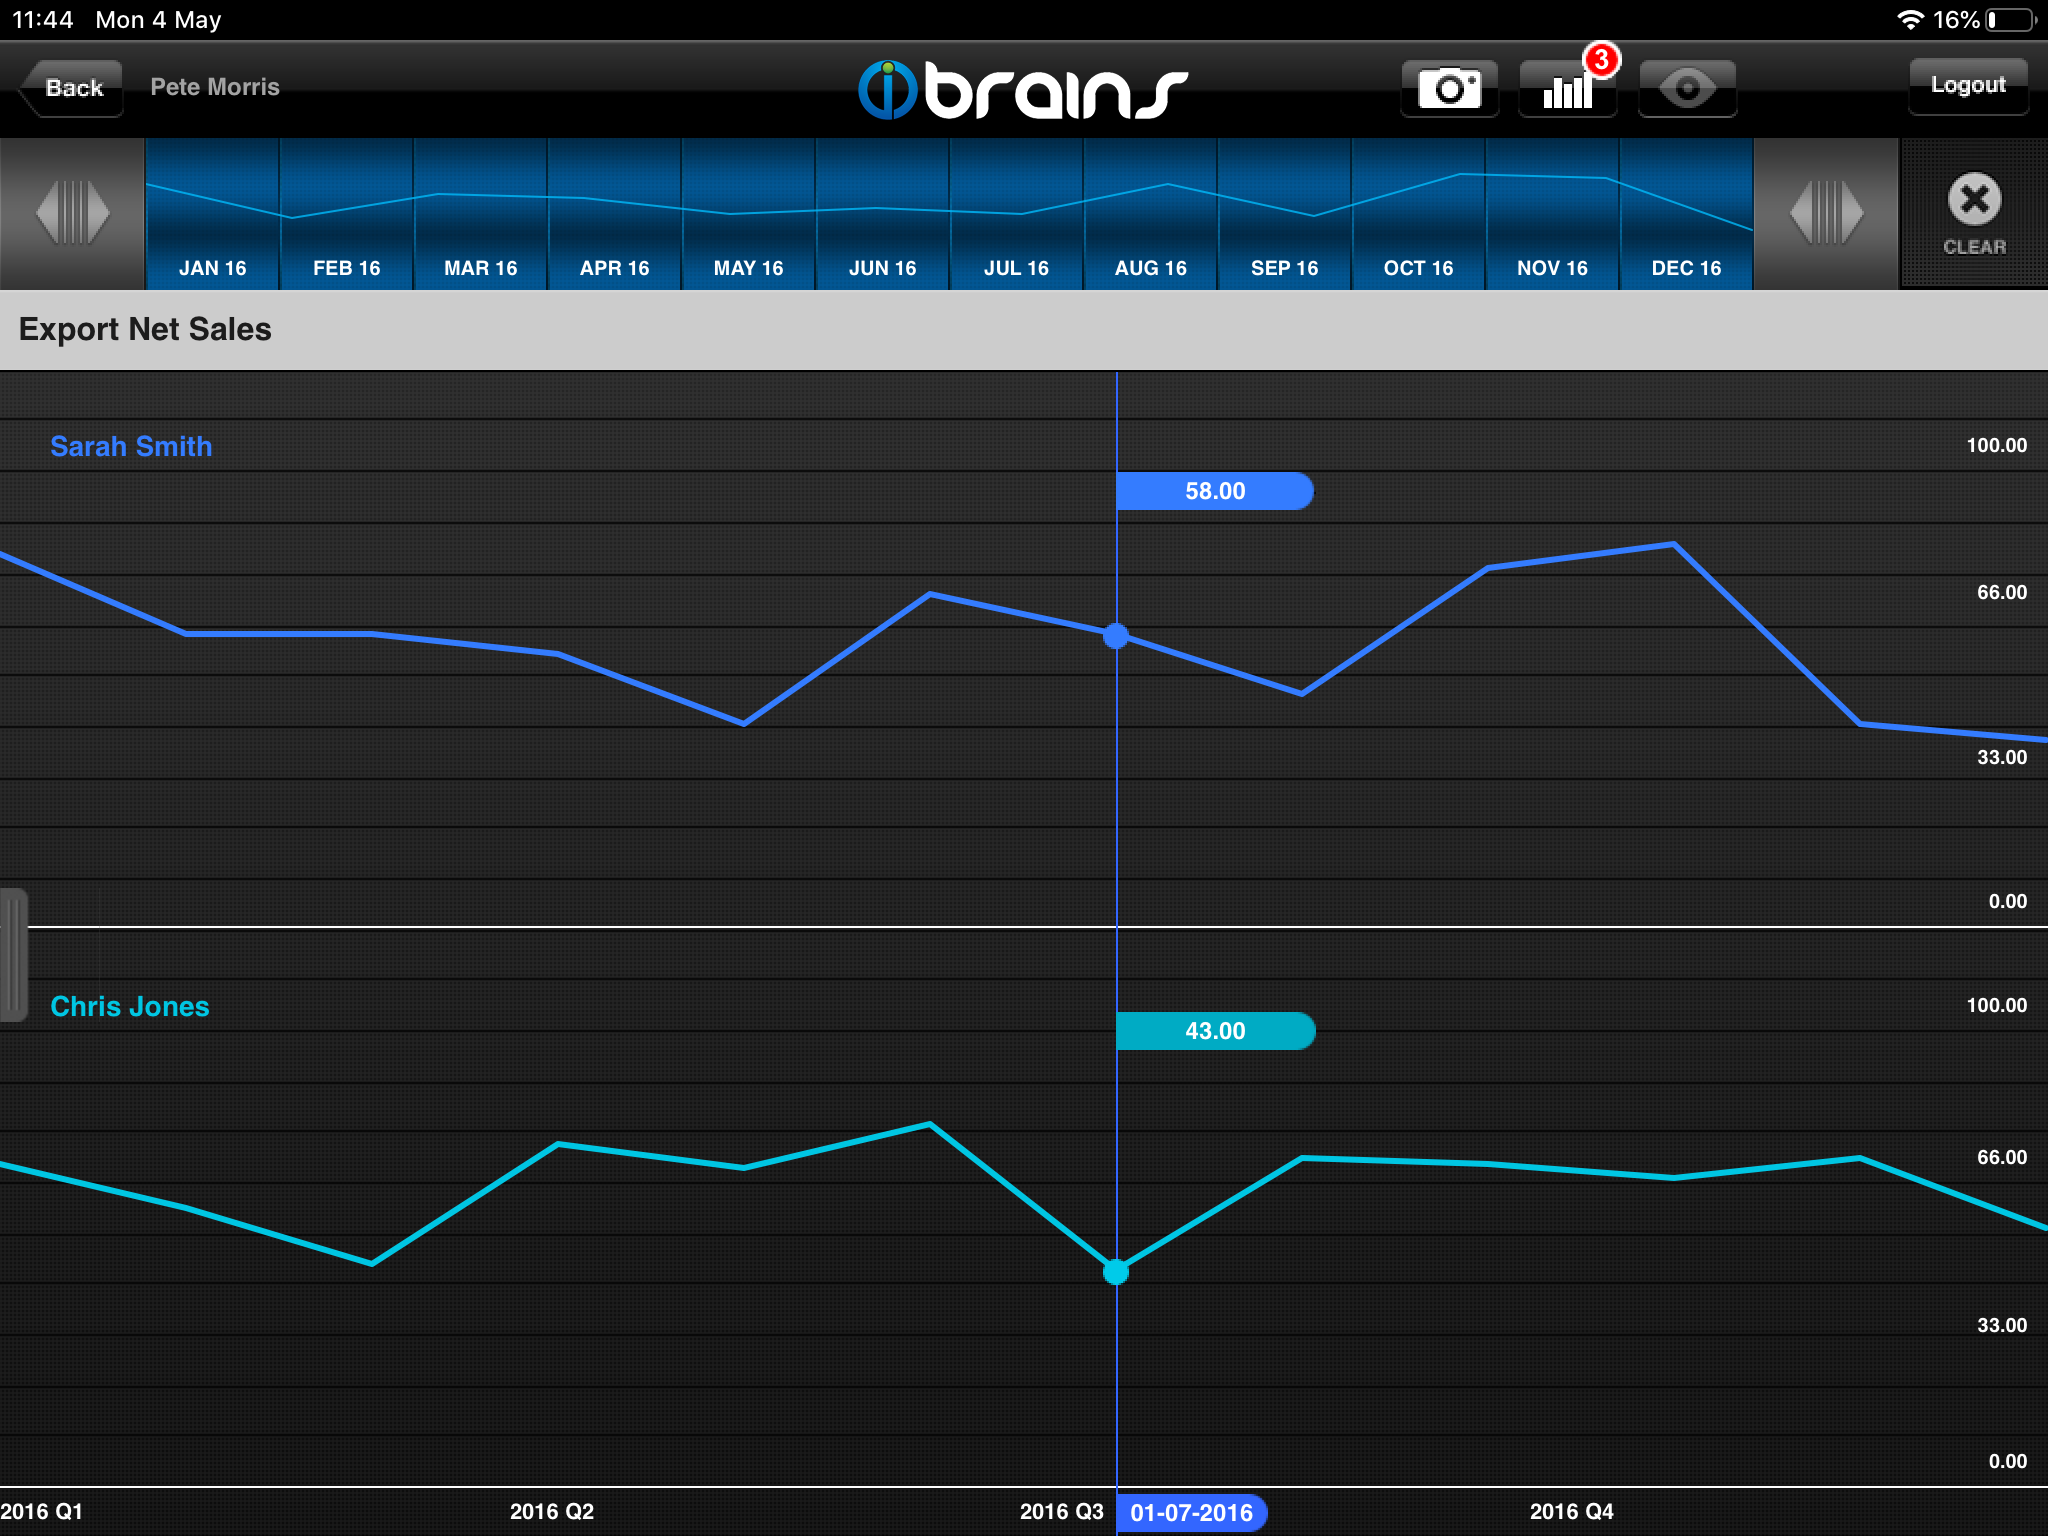 11:44 Mon 4 May 16%
Back Pete Morris brains 3 Logout
JAN 16 FEB 16 MAR 16 APR 16 MAY 16 JUN 16 JUL 16 AUG 16 SEP 16 OCT 16 NOV 16 DEC 16 CLEAR
Export Net Sales
Sarah Smith 100.00
58.00
66.00
33.00
0.00
Chris Jones 100.00
43.00
66.00
33.00
0.00
2016 Q1 2016 Q2 2016 Q3 01-07-2016 2016 Q4